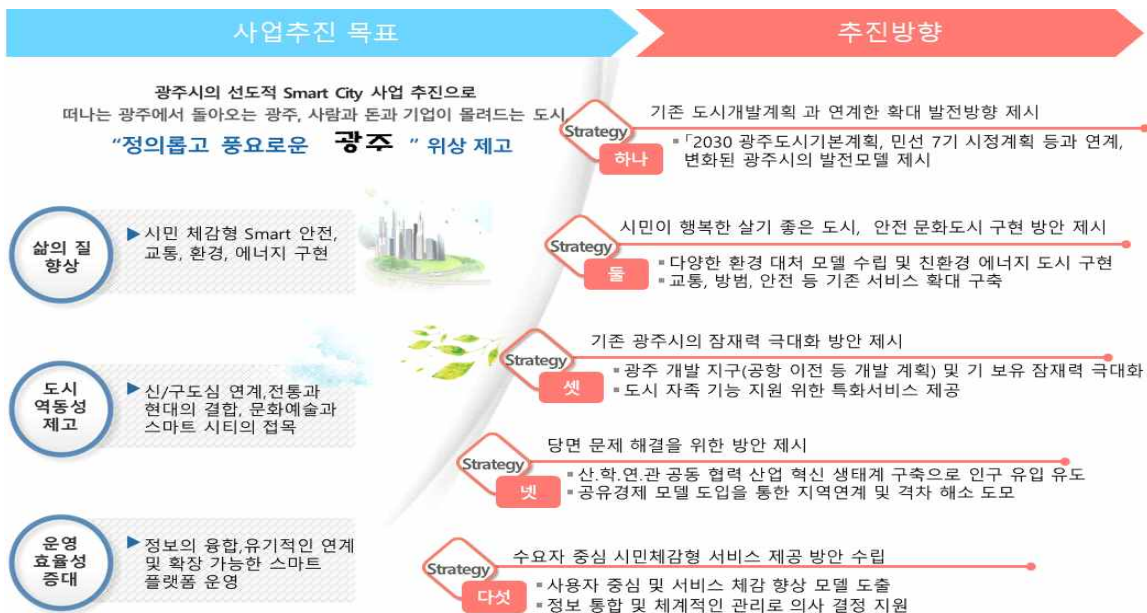 사업추진 목표
추진방향
광주시의 선도적 Smart City 사업 추진으로
떠나는 광주에서 돌아오는 광주, 사람과 돈과 기업이 몰려드는 도시
“정의롭고 풍요로운 광주 ” 위상 제고
삶의 질
향상
▶시민 체감형 Smart 안전,
교통, 환경, 에너지 구현
도시
역동성
제고
▶신/구도심 연계,전통과
현대의 결합, 문화예술과
스마트 시티의 접목
운영
효율성
증대
▶정보의 융합,유기적인 연계
및 확장 가능한 스마트
플랫폼 운영
Strategy
하나
기존 도시개발계획 과 연계한 확대 발전방향 제시
▪「2030 광주도시기본계획, 민선 7기 시정계획 등과 연계,
변화된 광주시의 발전모델 제시
Strategy
둘
시민이 행복한 살기 좋은 도시, 안전 문화도시 구현 방안 제시
▪다양한 환경 대처 모델 수립 및 친환경 에너지 도시 구현
▪교통, 방범, 안전 등 기존 서비스 확대 구축
Strategy
셋
기존 광주시의 잠재력 극대화 방안 제시
▪광주 개발 지구(공항 이전 등 개발 계획) 및 기 보유 잠재력 극대화
▪도시 자족 기능 지원 위한 특화서비스 제공
Strategy
넷
당면 문제 해결을 위한 방안 제시
▪산.학.연.관 공동 협력 산업 혁신 생태계 구축으로 인구 유입 유도
▪공유경제 모델 도입을 통한 지역연계 및 격차 해소 도모
Strategy
다섯
수요자 중심 시민체감형 서비스 제공 방안 수립
▪사용자 중심 및 서비스 체감 향상 모델 도출
▪정보 통합 및 체계적인 관리로 의사 결정 지원